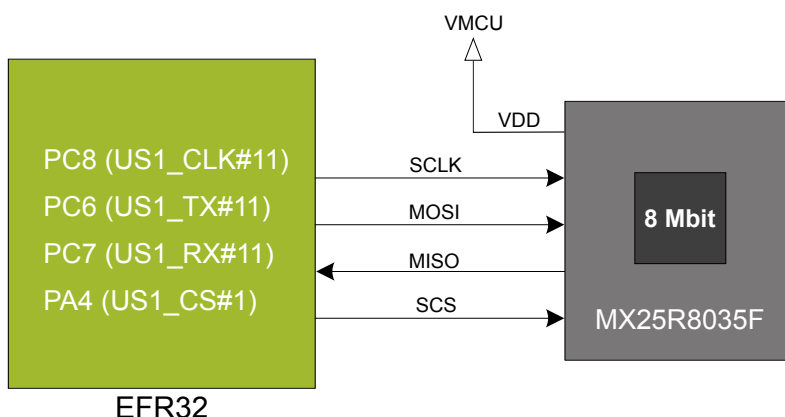 VMCU
VDD
PC8 (US1_CLK#11)
SCLK
PC6 (US1_TX#11)
MOSI
8 Mbit
PC7 (US1_RX#11)
MISO
PA4 (US1_CS#1)
SCS
MX25R8035F
EFR32